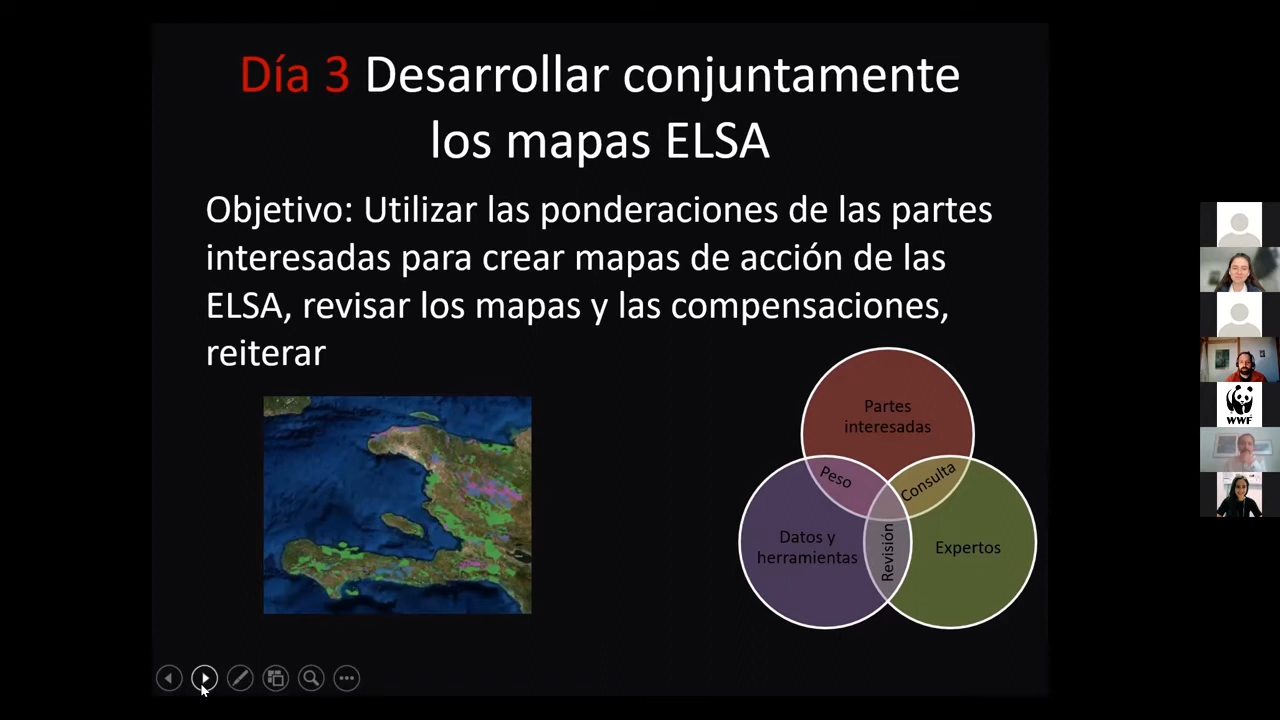 Día 3 Desarrollar conjuntamente
los mapas ELSA
Objetivo: Utilizar las ponderaciones de las partes
interesadas para crear mapas de acción de las
ELSA, revisar los mapas y las compensaciones,
reiterar
Partes
interesadas
Peso
Consulta
Datos y
herramientas
Revisión
Expertos
WWF